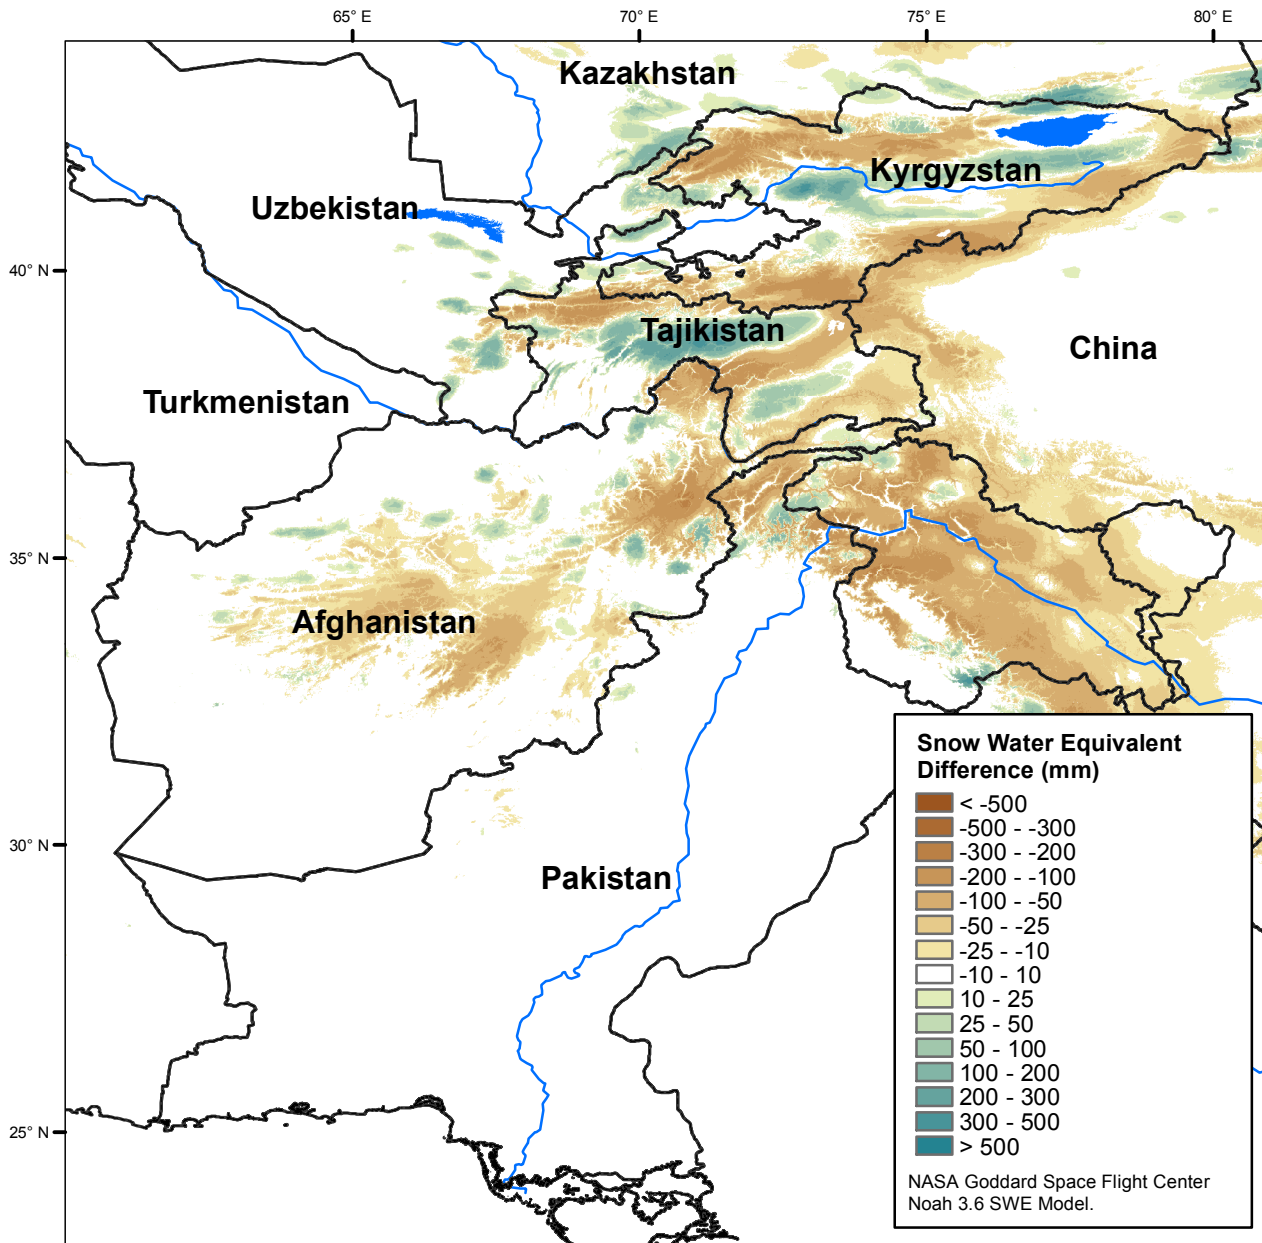 65° E 70° E 75° E 80° E
Kazakhstan
Kyrgyzstan
Uzbekistan
40° N
Tajikistan
China
Turkmenistan
35° N
Afghanistan
Snow Water Equivalent
Difference (mm)
< -500
-500 - -300
-300 - -200
-200 - -100
-100 - -50
-50 - -25
-25 - -10
-10 - 10
10 - 25
25 - 50
50 - 100
100 - 200
200 - 300
300 - 500
> 500
NASA Goddard Space Flight Center
Noah 3.6 SWE Model.
30° N
Pakistan
25° N